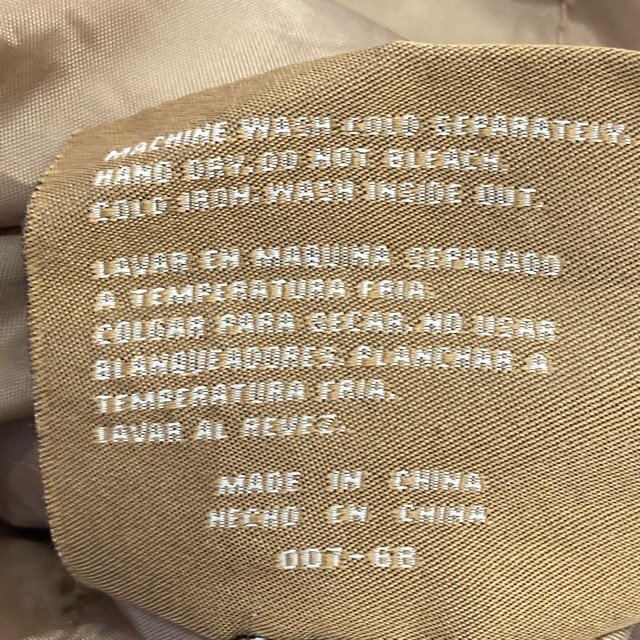 MACHINE WASH COLD SEPARATELY.
HANG DRY. DO NOT BLEACH.
COLD IRON. WASH INSIDE OUT.
LAVAR EN MAQUINA SEPARADO
A TEMPERATURA FRIA.
COLGAR PARA SECAR. NO USAR
BLANQUEADORES. PLANCHAR A
TEMPERATURA FRIA.
LAVAR AL REVES.
MADE IN CHINA
HECHO EN CHINA
007-68